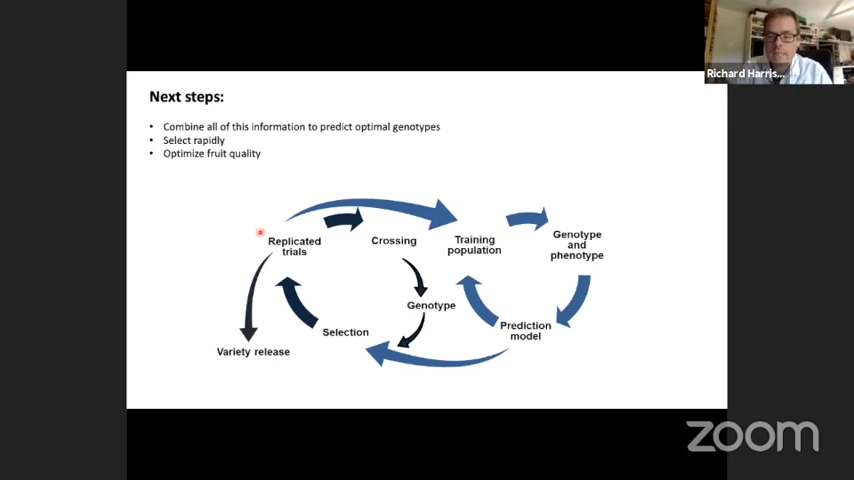 Richard Harris...
Next steps:
• Combine all of this information to predict optimal genotypes
• Select rapidly
• Optimize fruit quality
Replicated
trials
Crossing
Training
population
Genotype
and
phenotype
Genotype
Selection
Prediction
model
Variety release
zoom